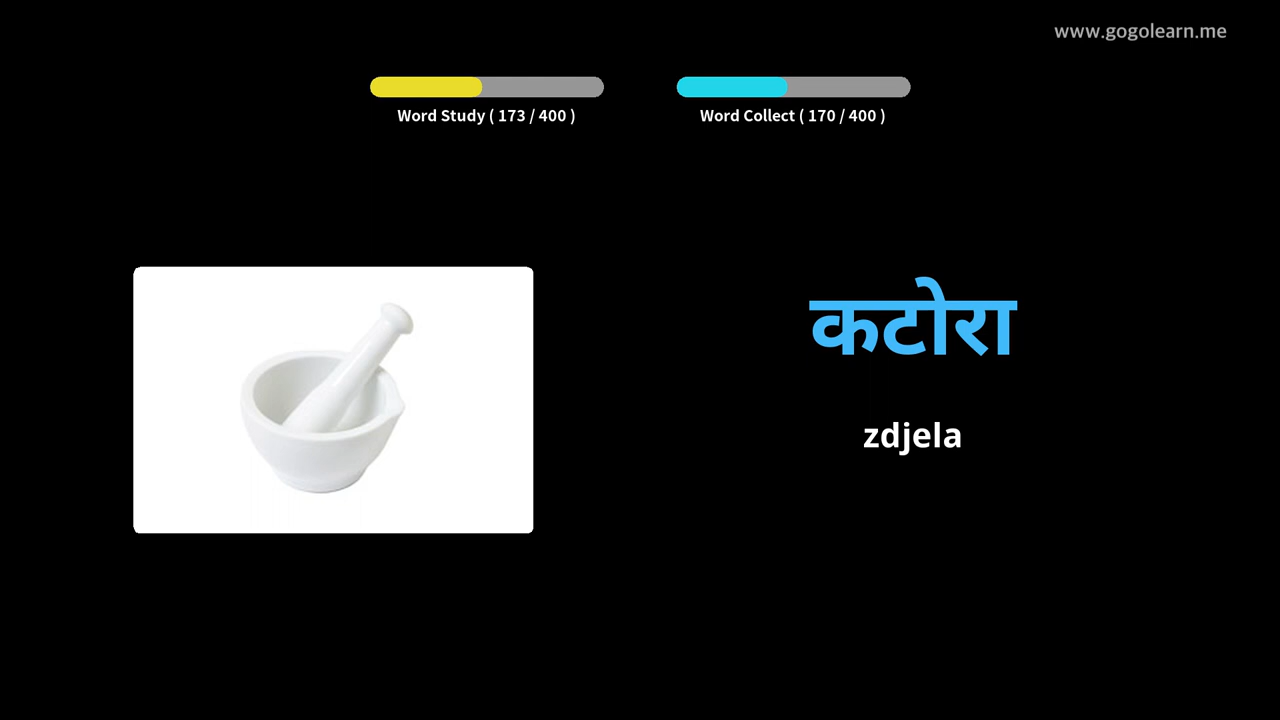 www.gogolearn.me
Word Study ( 173 / 400 )
Word Collect ( 170 / 400 )
कटोरा
zdjela